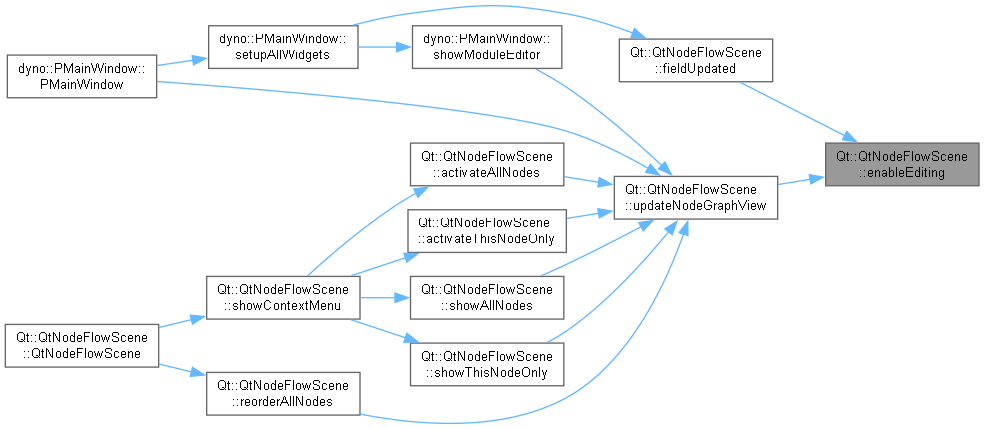 dyno::PMainWindow::
setupAllWidgets
dyno::PMainWindow::
showModuleEditor
Qt::QtNodeFlowScene
::fieldUpdated
dyno::PMainWindow::
PMainWindow
Qt::QtNodeFlowScene
::enableEditing
Qt::QtNodeFlowScene
::activateAllNodes
Qt::QtNodeFlowScene
::updateNodeGraphView
Qt::QtNodeFlowScene
::activateThisNodeOnly
Qt::QtNodeFlowScene
::showContextMenu
Qt::QtNodeFlowScene
::showAllNodes
Qt::QtNodeFlowScene
::QtNodeFlowScene
Qt::QtNodeFlowScene
::showThisNodeOnly
Qt::QtNodeFlowScene
::reorderAllNodes